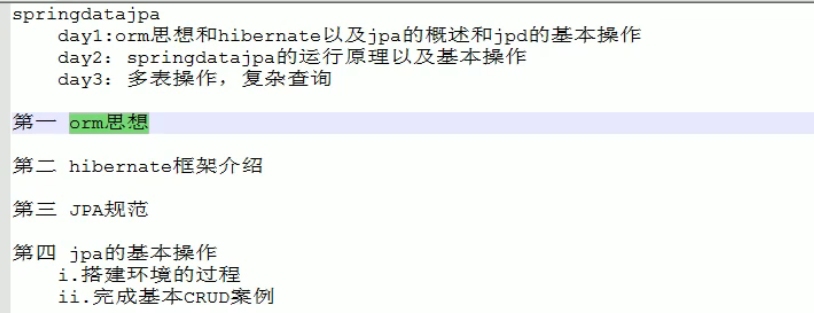 springdatajpa
day1:orm思想和hibernate以及jpa的概述和jpd的基本操作
day2：springdatajpa的运行原理以及基本操作
day3：多表操作，复杂查询
第一 orm思想
第二 hibernate框架介绍
第三 JPA规范
第四 jpa的基本操作
i.搭建环境的过程
ii.完成基本CRUD案例